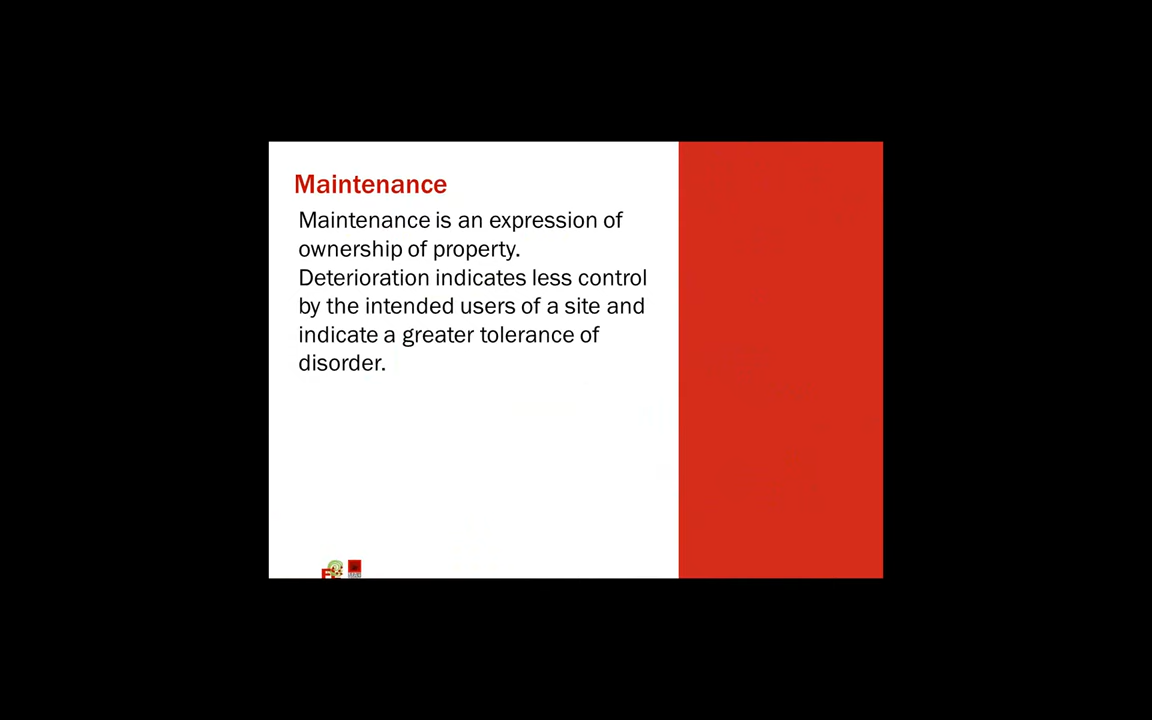 Maintenance
Maintenance is an expression of
ownership of property.
Deterioration indicates less control
by the intended users of a site and
indicate a greater tolerance of
disorder.